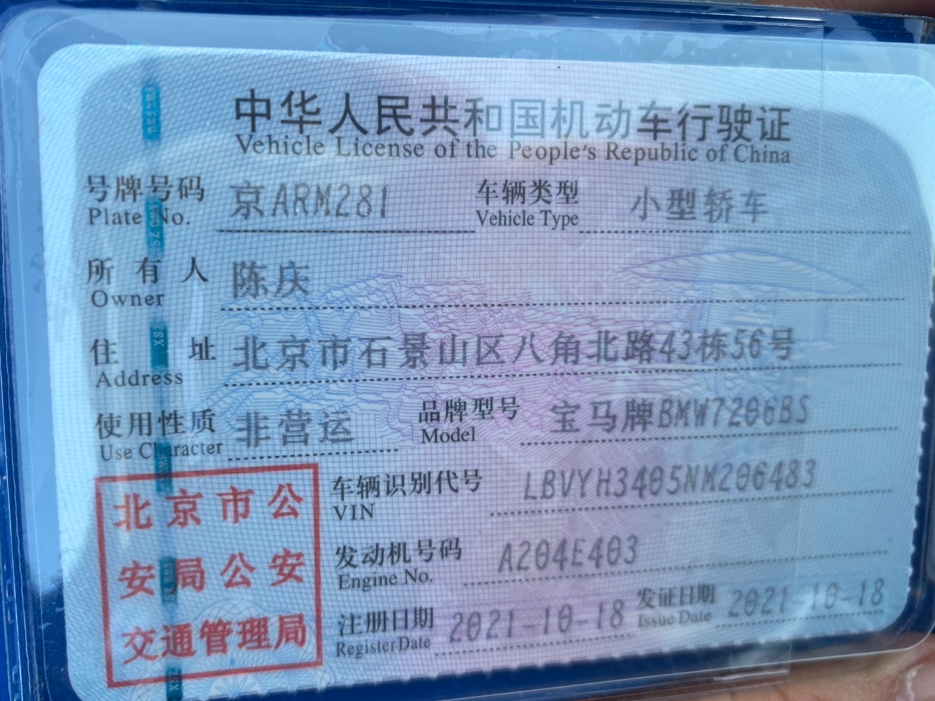 中华人民共和国机动车行驶证
Vehicle License of the People's Republic of China
号牌号码 京ARM281 车辆类型 小型轿车
Plate No. Vehicle Type
所有人 陈庆
Owner
住址 北京市石景山区八角北路43栋56号
Address
使用性质 非营运 品牌型号 宝马牌BMW7206BS
Use Character Model
北京市公安局公安交通管理局
车辆识别代号 LBVYH3405NM206483
VIN
发动机号码 A204E403
Engine No.
注册日期 2021-10-18 发证日期 2021-10-18
Register Date Issue Date